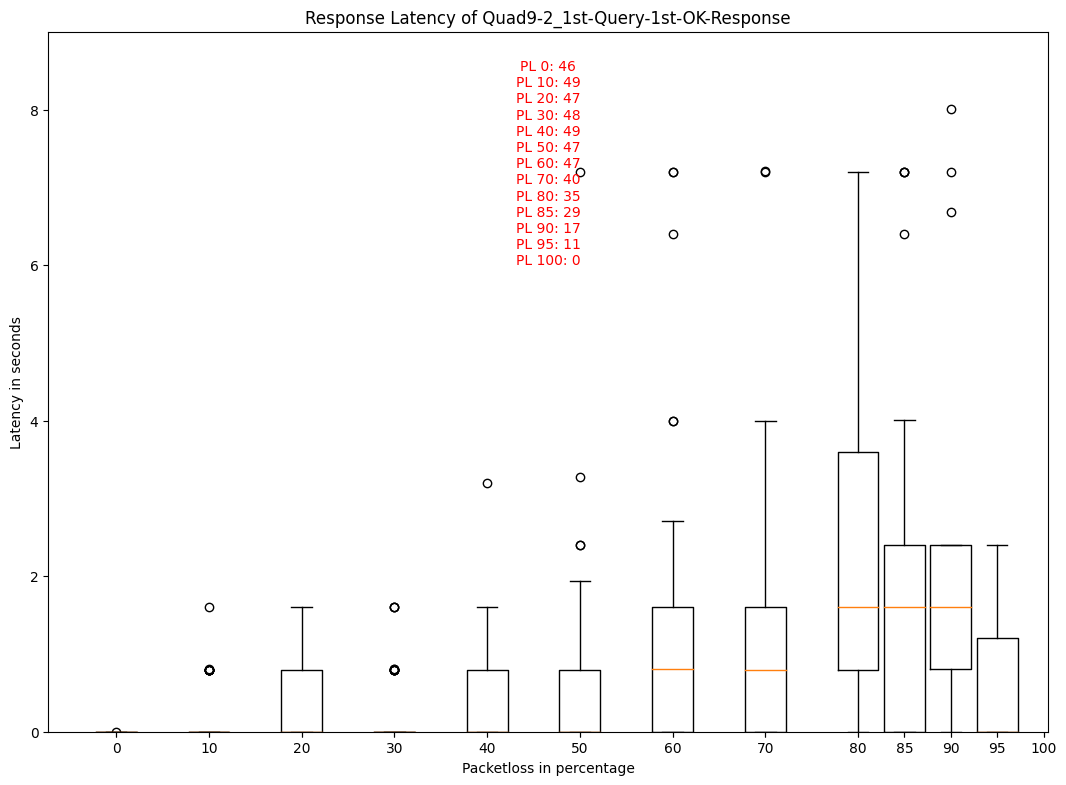 Response Latency of Quad9-2_1st-Query-1st-OK-Response
PL 0: 46
PL 10: 49
PL 20: 47
PL 30: 48
PL 40: 49
PL 50: 47
PL 60: 47
PL 70: 40
PL 80: 35
PL 85: 29
PL 90: 17
PL 95: 11
PL 100: 0
8
6
4
2
0
Latency in seconds
0 10 20 30 40 50 60 70 80 85 90 95 100
Packetloss in percentage